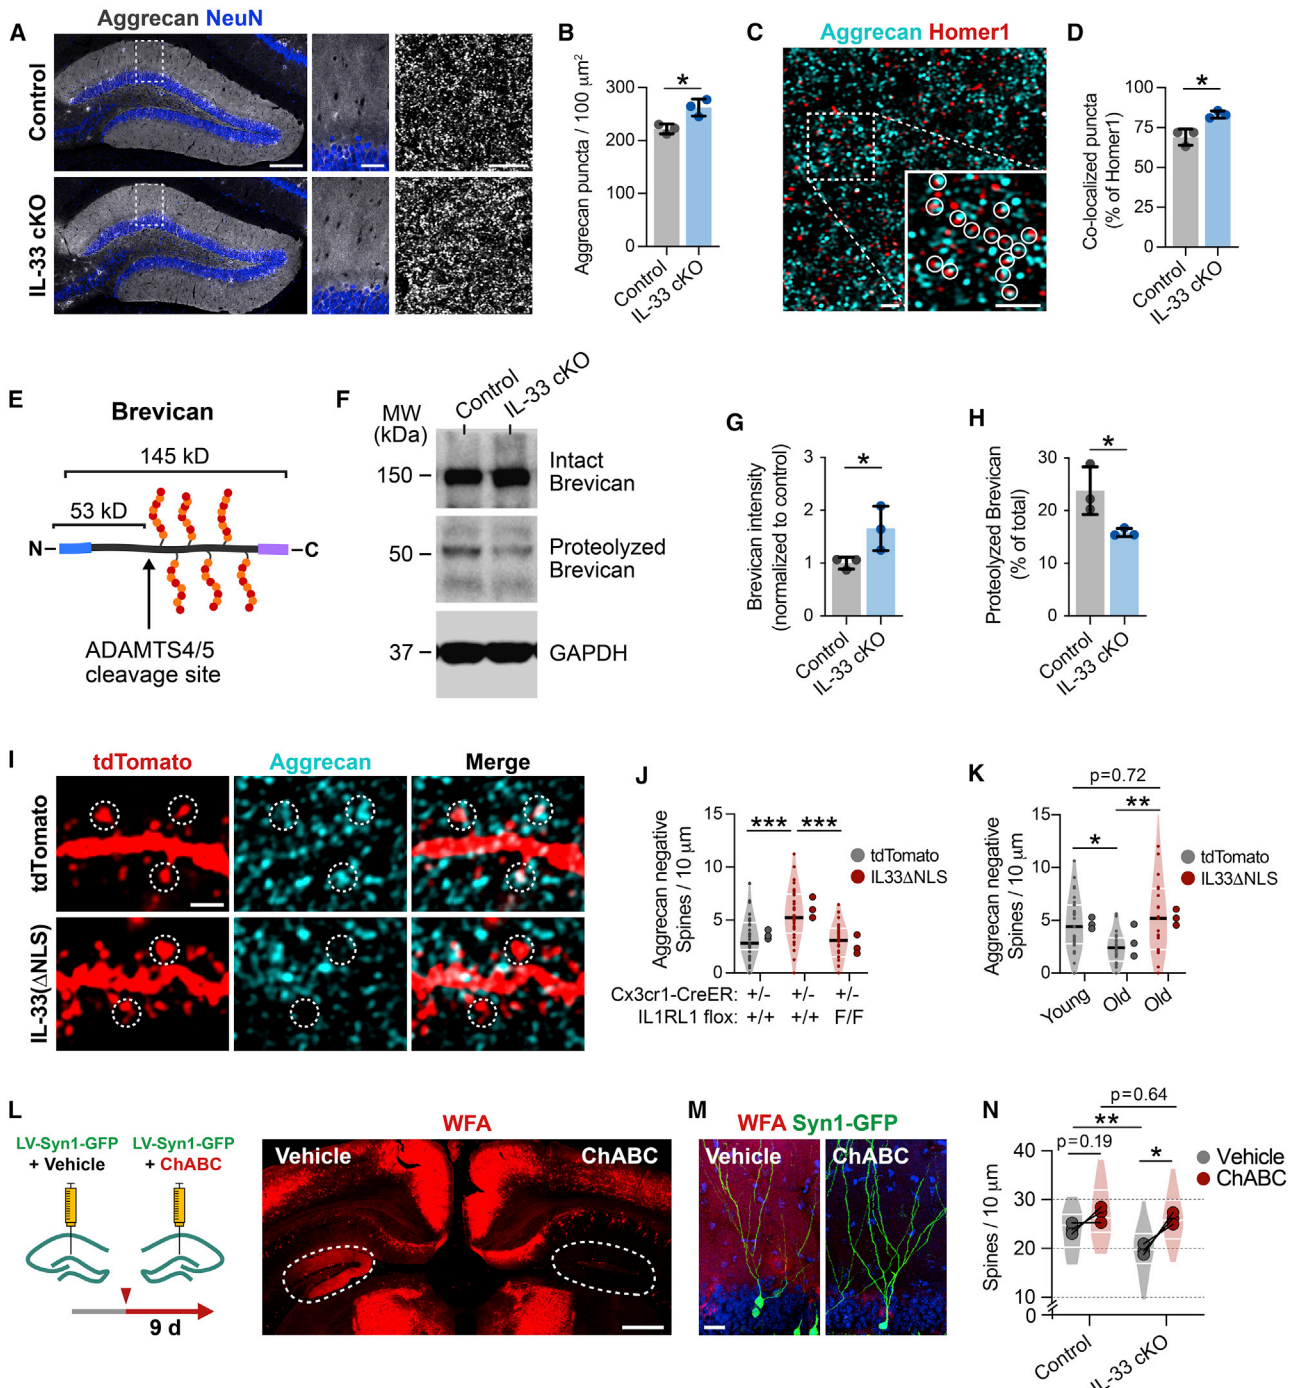 A
Aggrecan NeuN
Control
IL-33 cKO
B
Aggrecan puncta / 100 µm²
300
200
100
0
*
Control
IL-33 cKO
C
Aggrecan Homer1
D
Co-localized puncta
(% of Homer1)
100
75
50
25
0
*
Control
IL-33 cKO
E
Brevican
145 kD
53 kD
N
C
ADAMTS4/5
cleavage site
F
MW
(kDa)
Control
IL-33 cKO
150
50
37
Intact
Brevican
Proteolyzed
Brevican
GAPDH
G
Brevican intensity
(normalized to control)
3
2
1
0
*
Control
IL-33 cKO
H
Proteolyzed Brevican
(% of total)
30
20
10
0
*
Control
IL-33 cKO
I
tdTomato
Aggrecan
Merge
tdTomato
IL-33(ΔNLS)
J
Aggrecan negative
Spines / 10 µm
15
10
5
0
*** ***
tdTomato
IL33ΔNLS
Cx3cr1-CreER: +/- +/- +/-
IL1RL1 flox: +/+ +/+ F/F
K
Aggrecan negative
Spines / 10 µm
15
10
5
0
p=0.72
**
*
tdTomato
IL33ΔNLS
Young
Old
Old
L
LV-Syn1-GFP
+ Vehicle
LV-Syn1-GFP
+ ChABC
9 d
WFA
Vehicle
ChABC
M
WFA Syn1-GFP
Vehicle
ChABC
N
Spines / 10 µm
40
30
20
10
0
p=0.64
**
p=0.19
*
Vehicle
ChABC
Control
IL-33 cKO